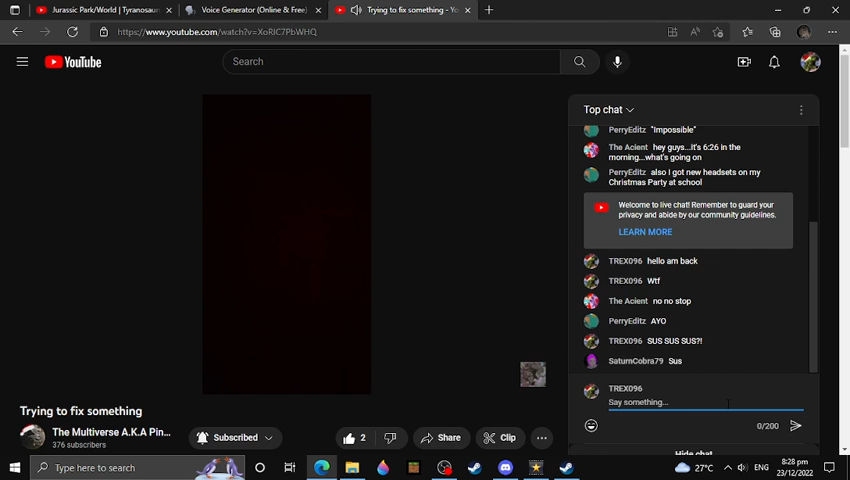 Jurassic Park/World | Tyranosaur
Voice Generator (Online & Free)
Trying to fix something - Yo
https://www.youtube.com/watch?v=XoRIC7PbWHQ
YouTube
Search
Top chat
PerryEditz "Impossible"
The Acient hey guys...it's 6:26 in the
morning...what's going on
PerryEditz also I got new headsets on my
Christmas Party at school
Welcome to live chat! Remember to guard your
privacy and abide by our community guidelines.
LEARN MORE
TREX096 hello am back
TREX096 Wtf
The Acient no no stop
PerryEditz AYO
TREX096 SUS SUS SUS?!
SaturnCobra79 Sus
TREX096
Say something...
0/200
Hide chat
Trying to fix something
The Multiverse A.K.A Pin...
376 subscribers
Subscribed
2
Share
Clip
Type here to search
27°C
ENG
8:28 pm
23/12/2022